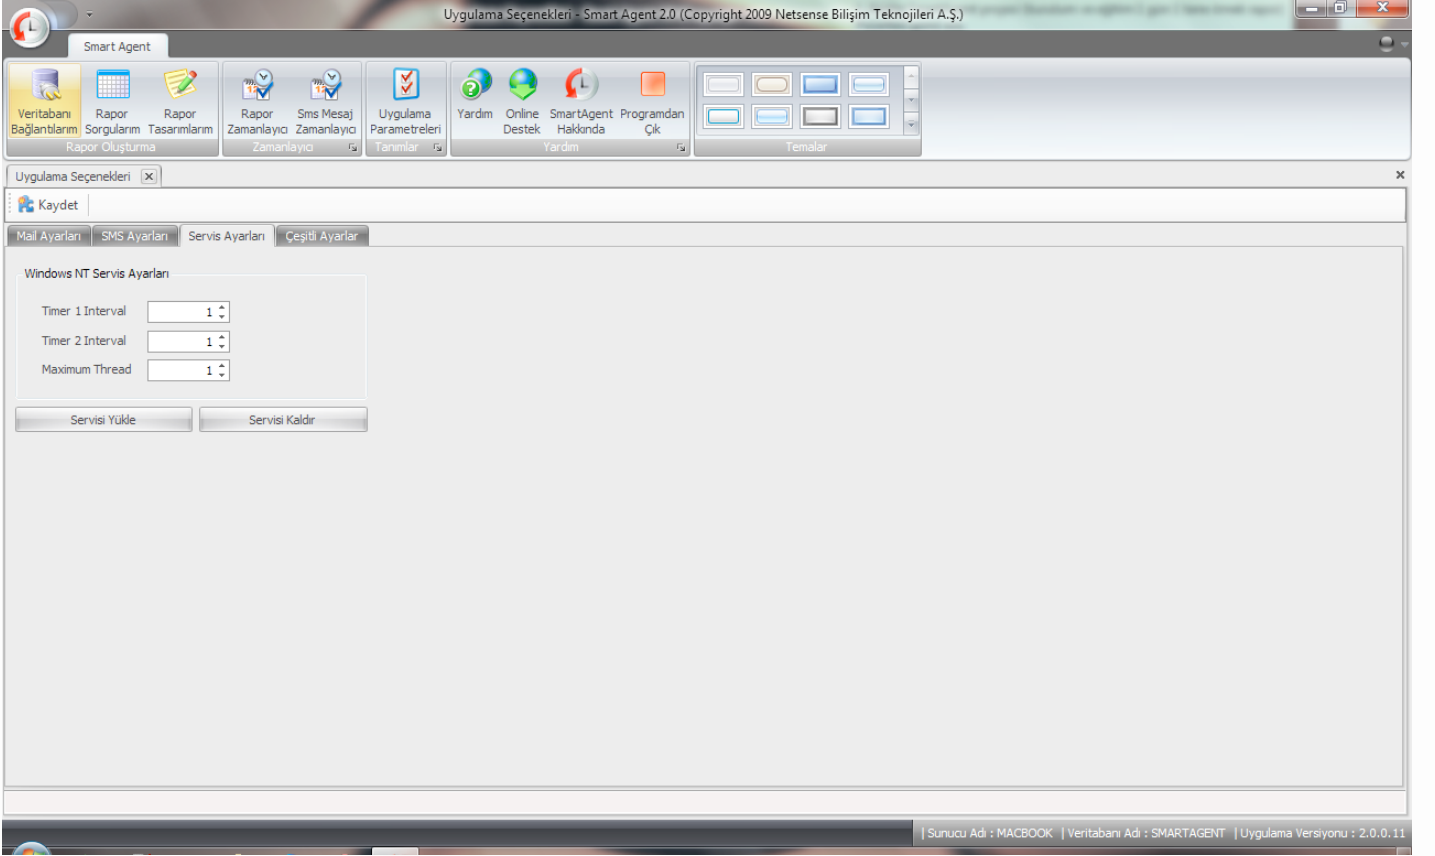 Uygulama Seçenekleri - Smart Agent 2.0 (Copyright 2009 Netsense Bilişim Teknojileri A.Ş.)
Smart Agent
Veritabanı Bağlantılarım
Rapor Sorgularım
Rapor Tasarımlarım
Rapor Zamanlayıcı
Sms Mesaj Zamanlayıcı
Uygulama Parametreleri
Yardım
Online Destek
SmartAgent Hakkında
Programdan Çık
Rapor Oluşturma
Zamanlayıcı
Tanımlar
Yardım
Temalar
Uygulama Seçenekleri
Kaydet
Mail Ayarları
SMS Ayarları
Servis Ayarları
Çeşitli Ayarlar
Windows NT Servis Ayarları
Timer 1 Interval 1
Timer 2 Interval 1
Maximum Thread 1
Servisi Yükle
Servisi Kaldır
| Sunucu Adı : MACBOOK | Veritabanı Adı : SMARTAGENT | Uygulama Versiyonu : 2.0.0.11